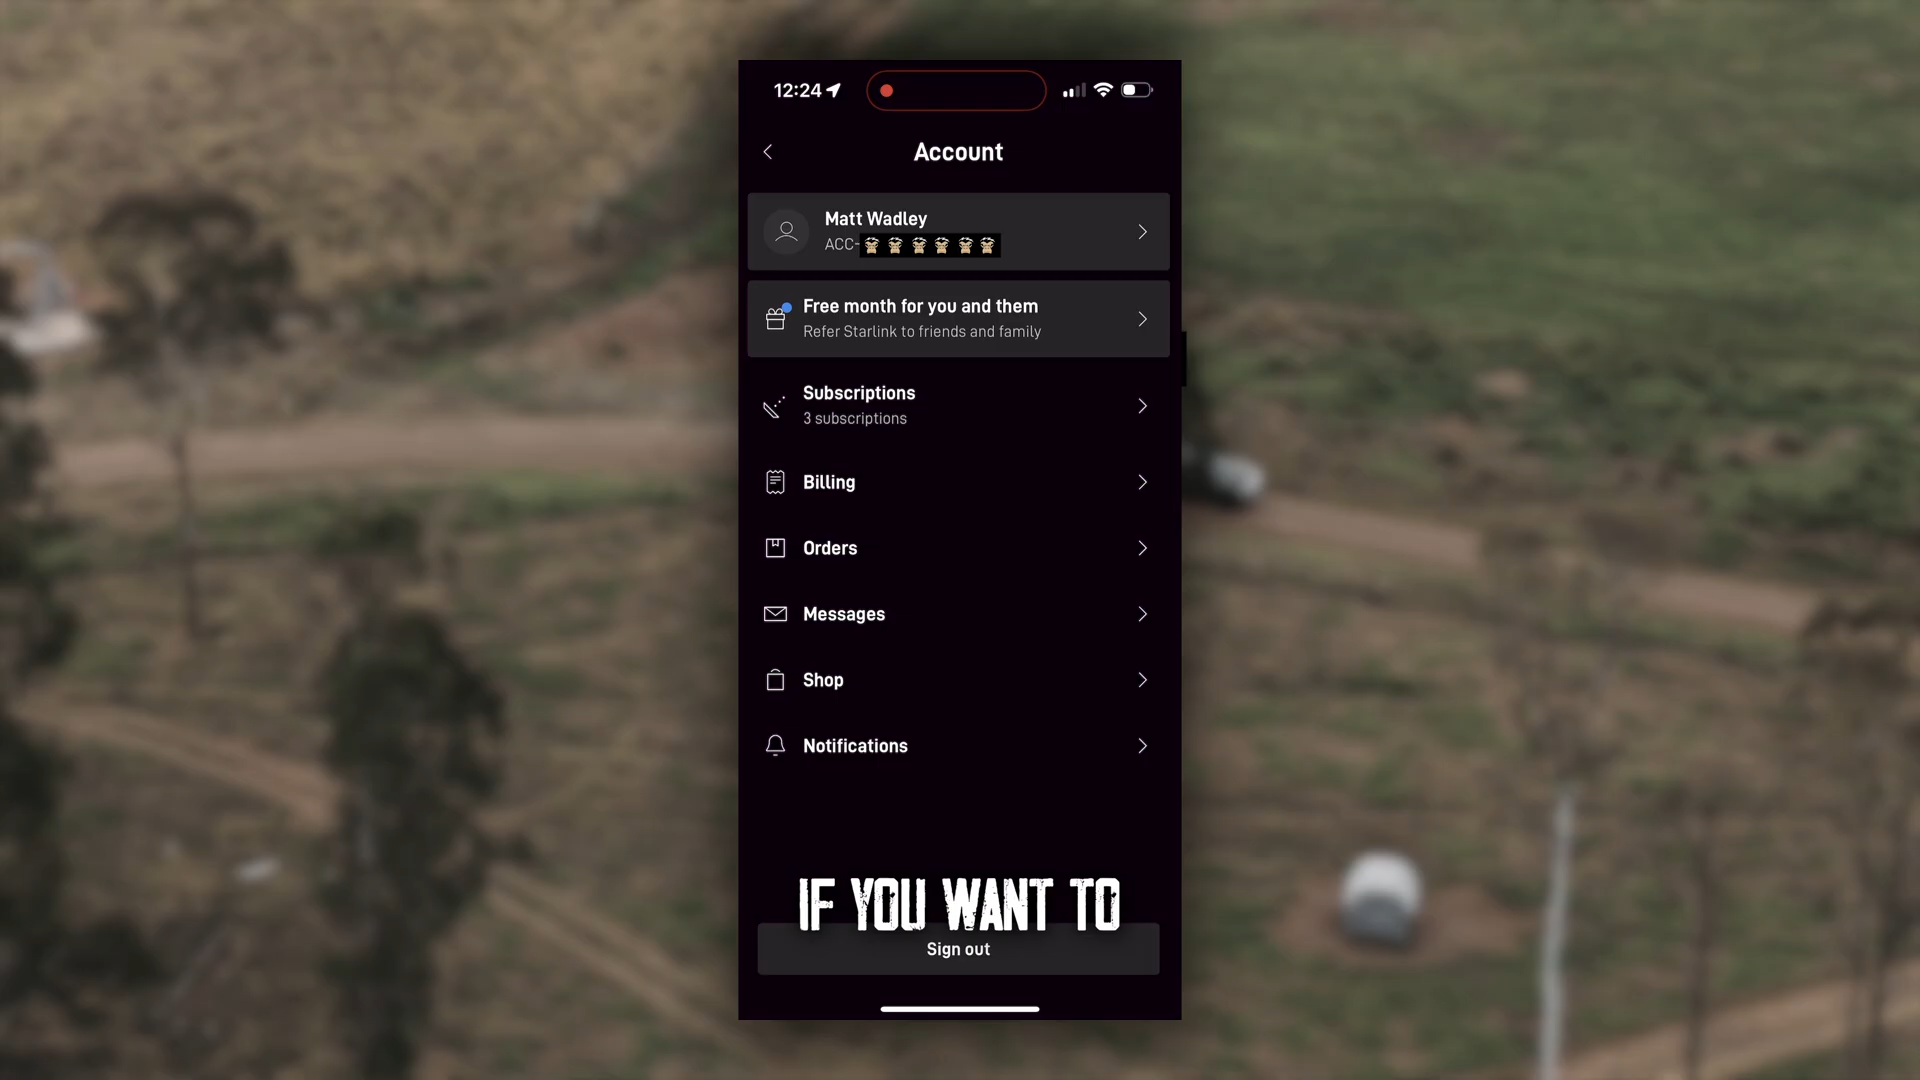 12:24
Account
Matt Wadley
ACC-
Free month for you and them
Refer Starlink to friends and family
Subscriptions
3 subscriptions
Billing
Orders
Messages
Shop
Notifications
IF YOU WANT TO
Sign out